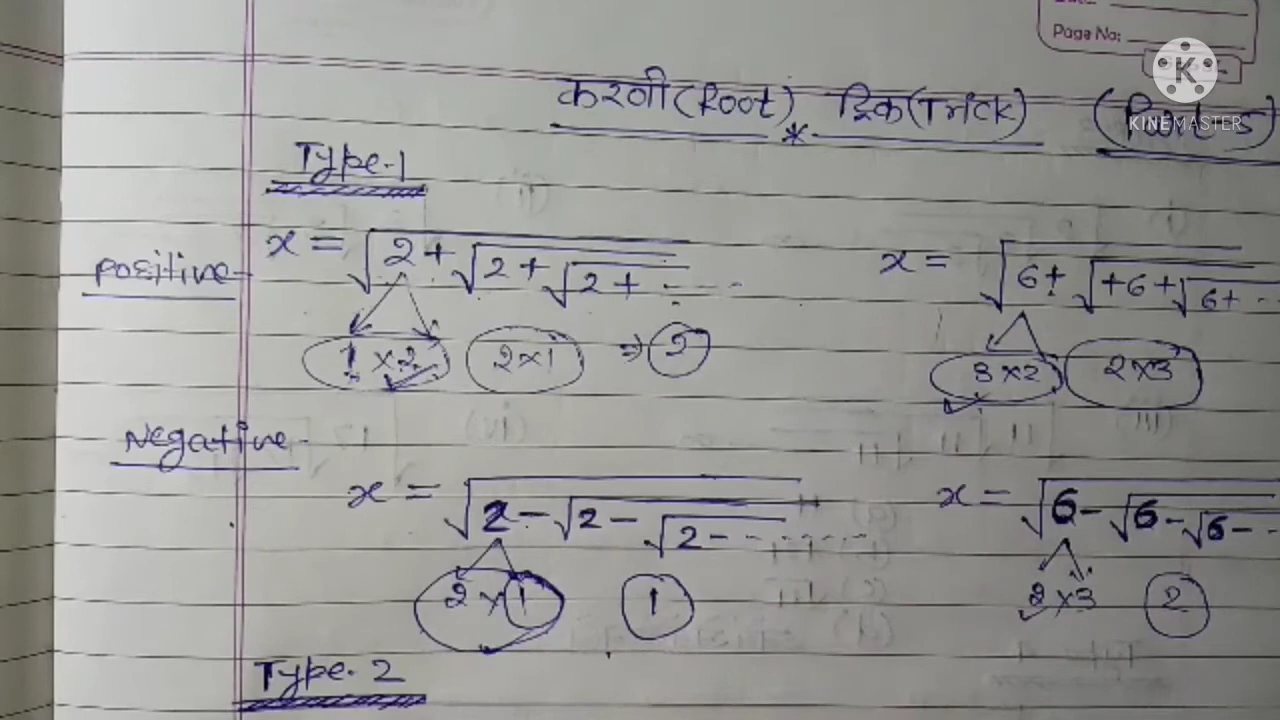 Page No:
KINEMASTER
करणी (Root) ट्रिक (Trick)
*
Type-1
Positive- x = √2+√2+√2+ ..... x = √6+√+6+√6+ ..
1 × 2 2×1 ⇒ 2 3×2 2×3
Negative-
x = √2-√2-√2-........ x = √6-√6-√6-..
2 × 1 1 2 ×3 2
Type-2